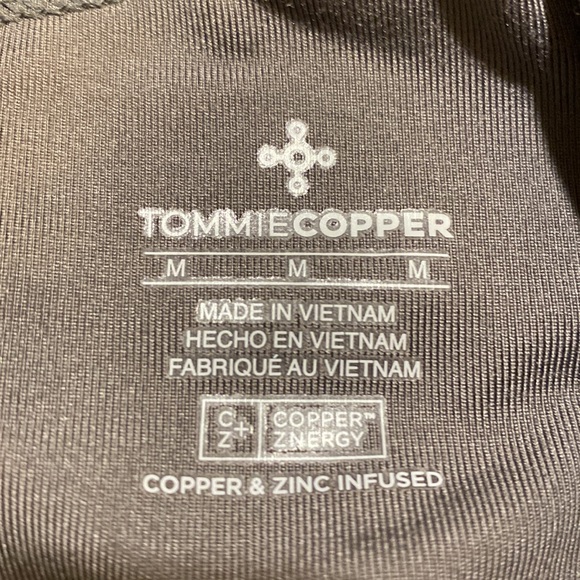 TOMMIECOPPER
M M M
MADE IN VIETNAM
HECHO EN VIETNAM
FABRIQUÉ AU VIETNAM
C + COPPER™
Z ZNERGY
COPPER & ZINC INFUSED